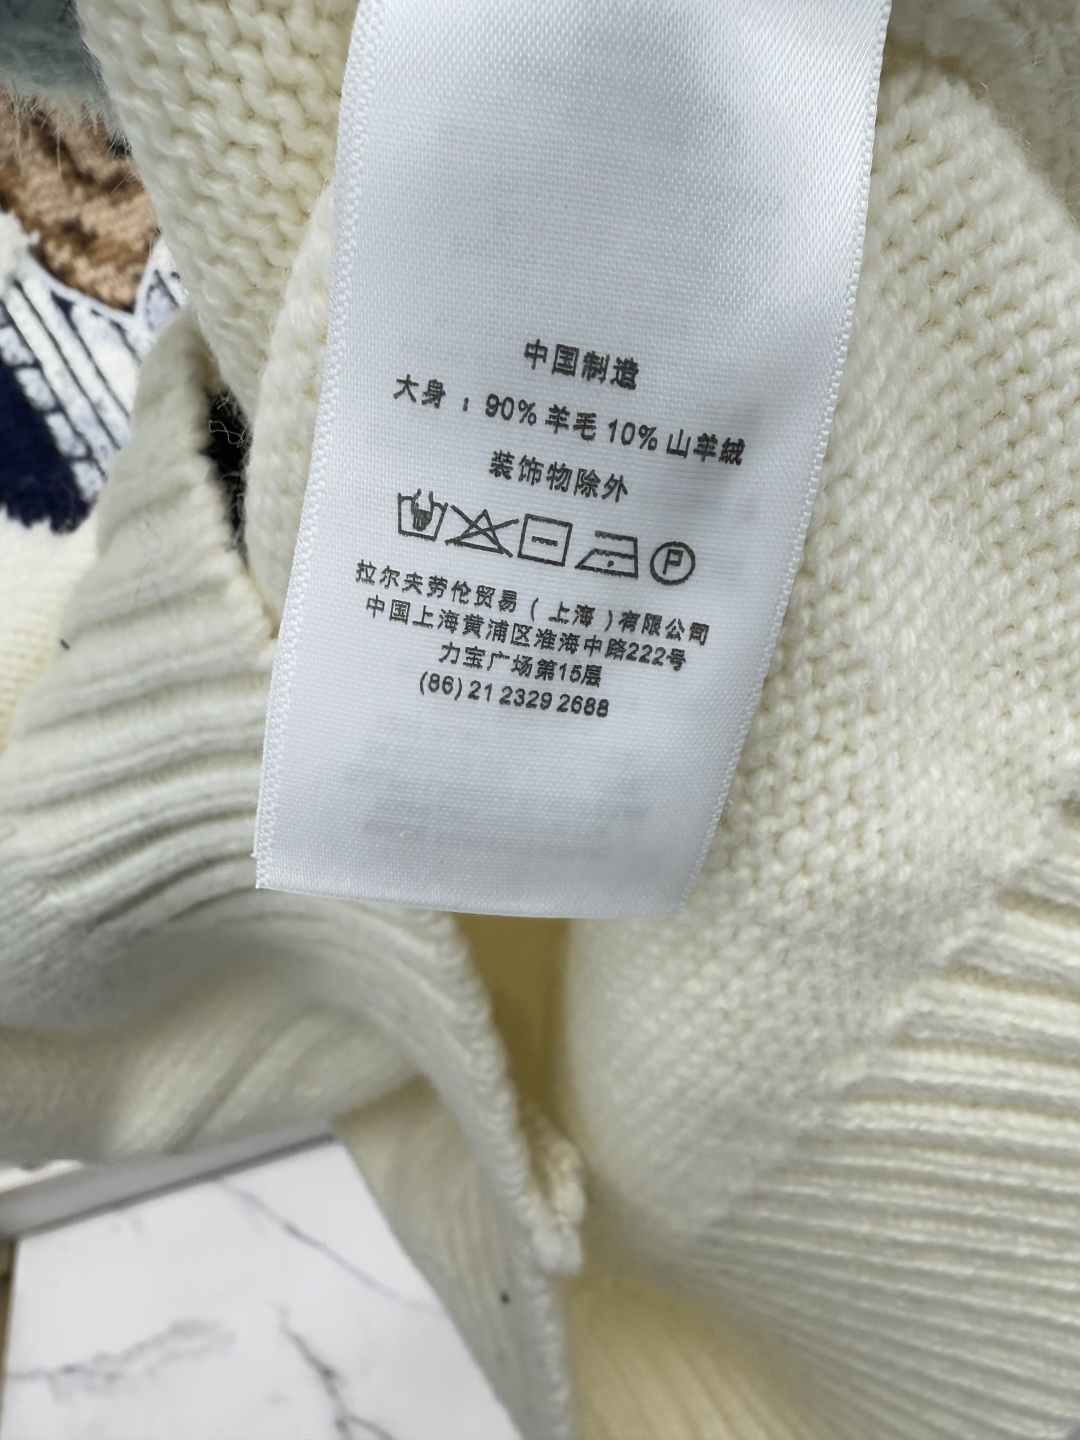 中国制造
大身：90% 羊毛 10% 山羊绒
装饰物除外
P
拉尔夫劳伦贸易（上海）有限公司
中国上海黄浦区淮海中路222号
力宝广场第15层
(86) 21 2329 2688